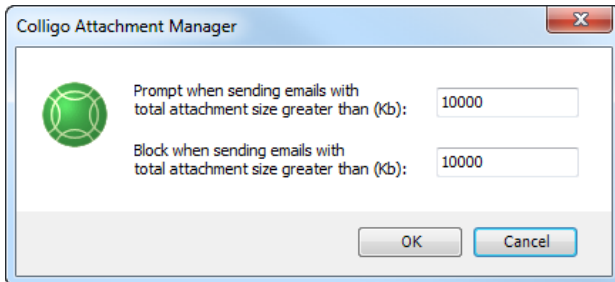 Colligo Attachment Manager
Prompt when sending emails with
total attachment size greater than (Kb):
10000
Block when sending emails with
total attachment size greater than (Kb):
10000
OK
Cancel